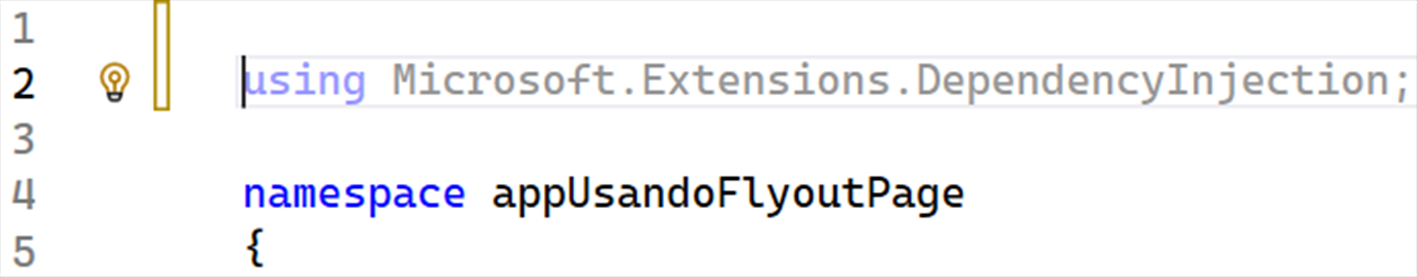 1
2 using Microsoft.Extensions.DependencyInjection;
3
4 namespace appUsandoFlyoutPage
5 {